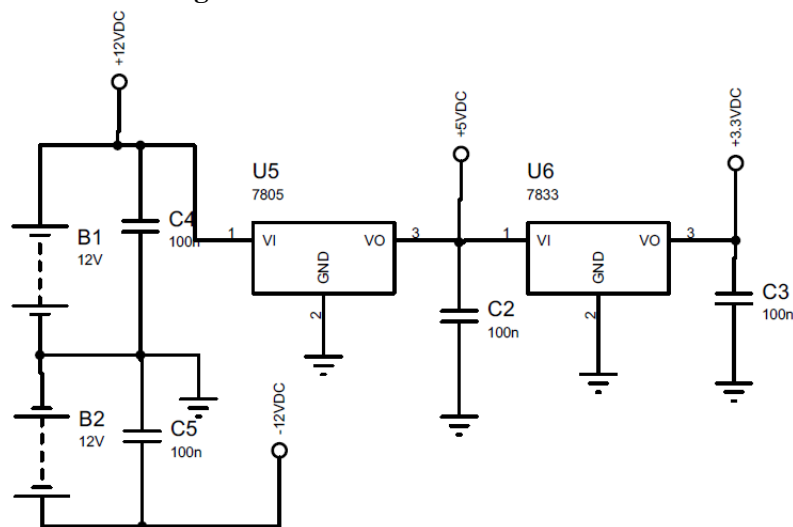 +12VDC
+5VDC
+3.3VDC
U5
7805
U6
7833
C4
100n
1
VI
VO
3
GND
2
1
VI
VO
3
GND
2
B1
12V
C2
100n
C3
100n
B2
12V
C5
100n
-12VDC